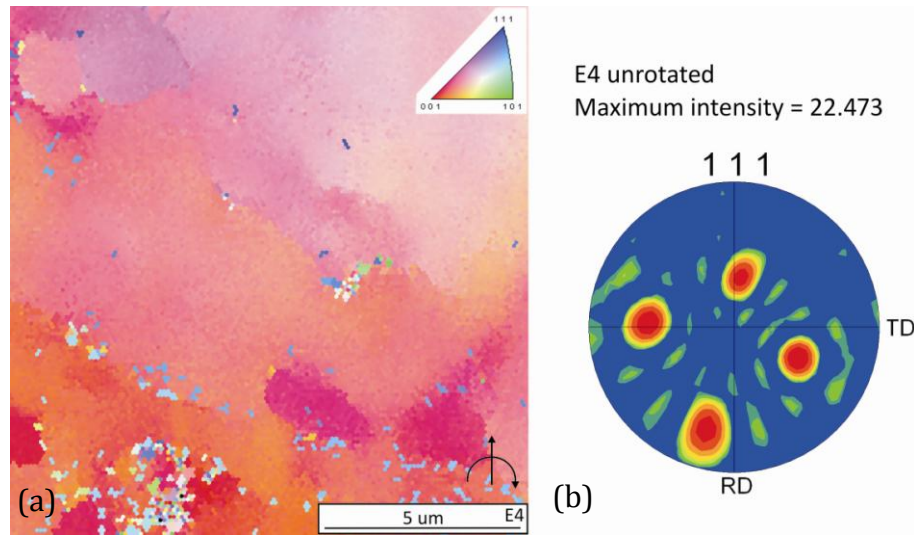 1 1 1
0 0 1
1 0 1
(a)
5 um
E4
E4 unrotated
Maximum intensity = 22.473
1 1 1
TD
RD
(b)